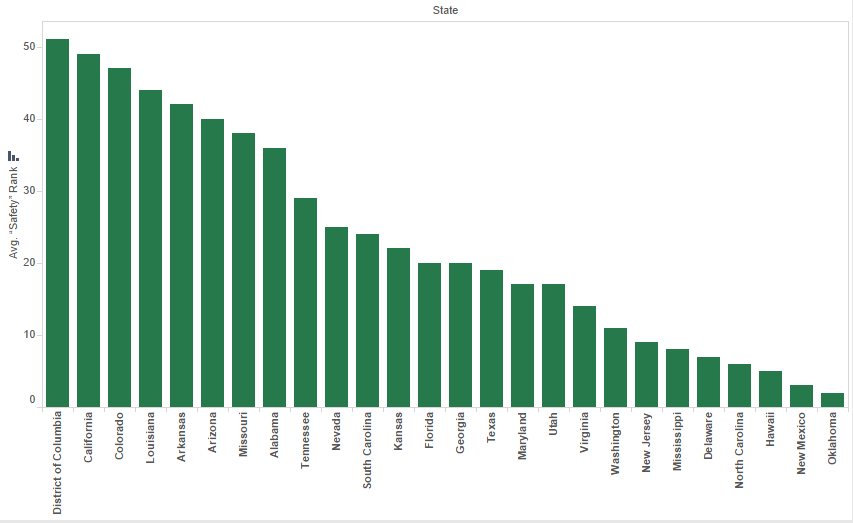 State
Avg. "Safety" Rank
50
40
30
20
10
0
District of Columbia
California
Colorado
Louisiana
Arkansas
Arizona
Missouri
Alabama
Tennessee
Nevada
South Carolina
Kansas
Florida
Georgia
Texas
Maryland
Utah
Virginia
Washington
New Jersey
Mississippi
Delaware
North Carolina
Hawaii
New Mexico
Oklahoma